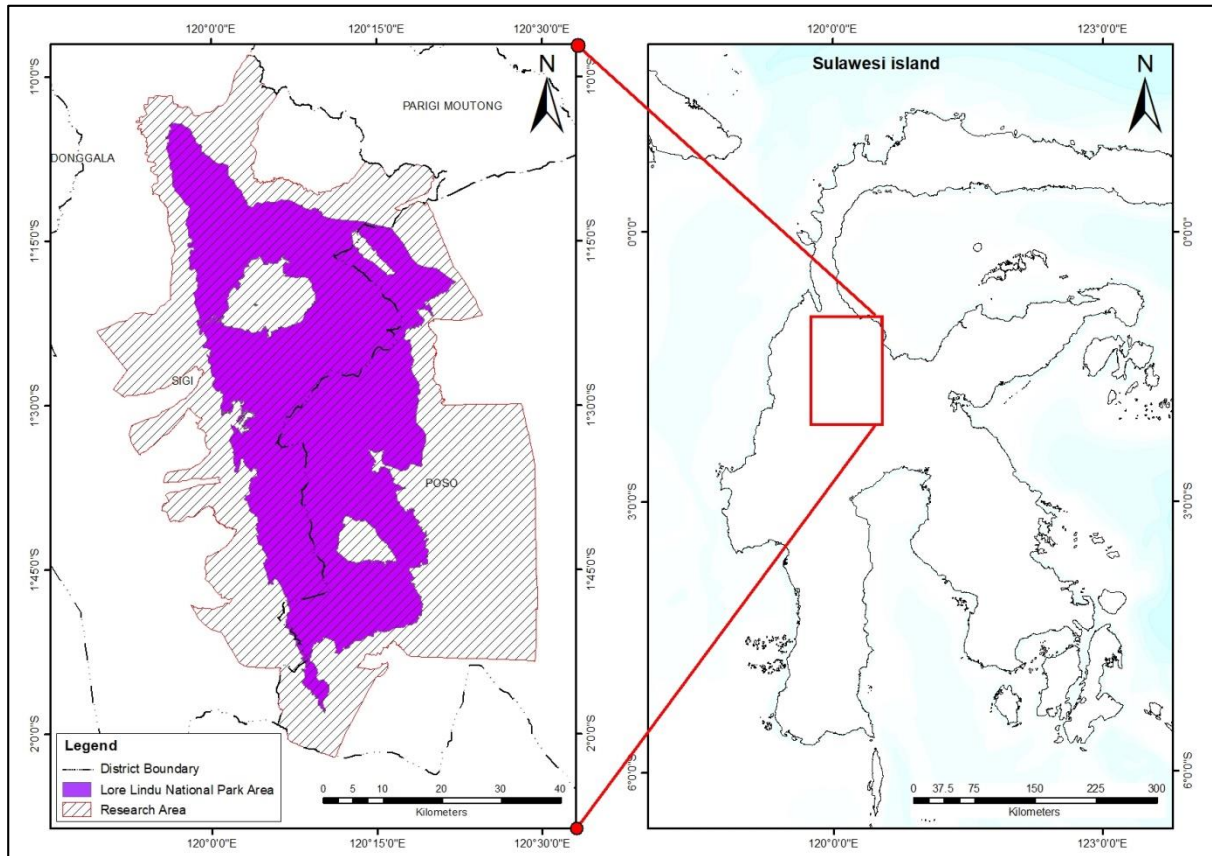 120°0'0"E 120°15'0"E 120°30'0"E
120°0'0"E 123°0'0"E
1°0'0"S 1°15'0"S 1°30'0"S 1°45'0"S 2°0'0"S
N
PARIGI MOUTONG
DONGGALA
SIGI
POSO
Legend
District Boundary
Lore Lindu National Park Area
Research Area
0 5 10 20 30 40
Kilometers
120°0'0"E 120°15'0"E 120°30'0"E
1°0'0"S 1°15'0"S 1°30'0"S 1°45'0"S 2°0'0"S
Sulawesi island
N
0°0'0" 3°0'0"S 6°0'0"S
0°0'0" 3°0'0"S 6°0'0"S
0 37.5 75 150 225 300
Kilometers
120°0'0"E 123°0'0"E